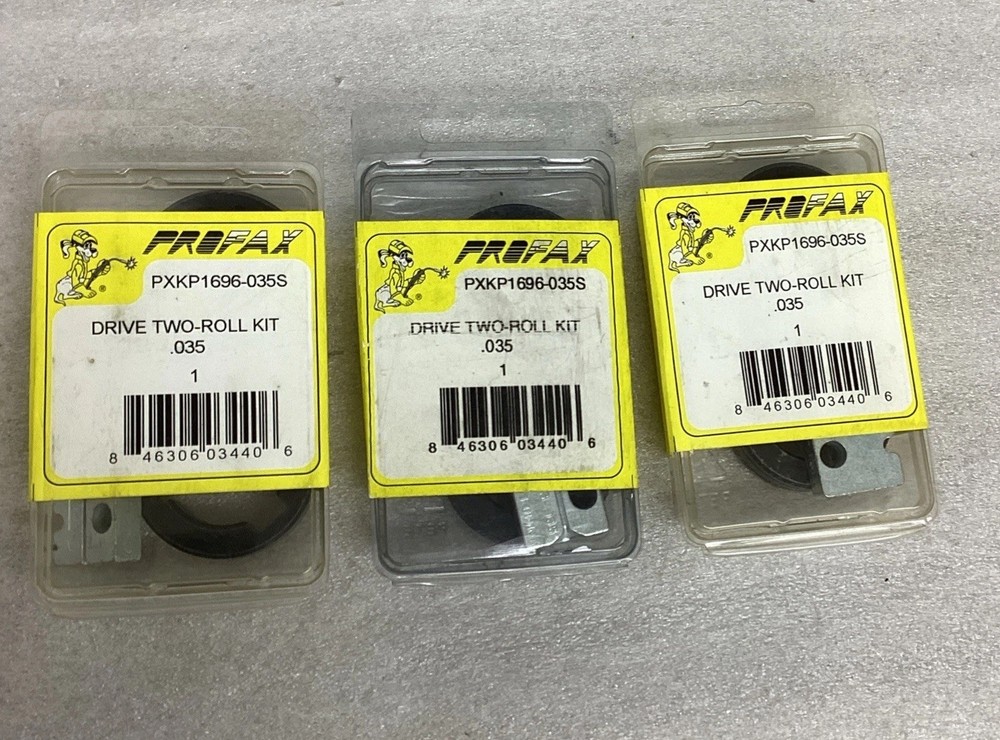 PROFAX
®
PXKP1696-035S
DRIVE TWO-ROLL KIT
.035
1
8 46306 03440 6
PROFAX
®
PXKP1696-035S
DRIVE TWO-ROLL KIT
.035
1
8 46306 03440 6
PROFAX
®
PXKP1696-035S
DRIVE TWO-ROLL KIT
.035
1
8 46306 03440 6